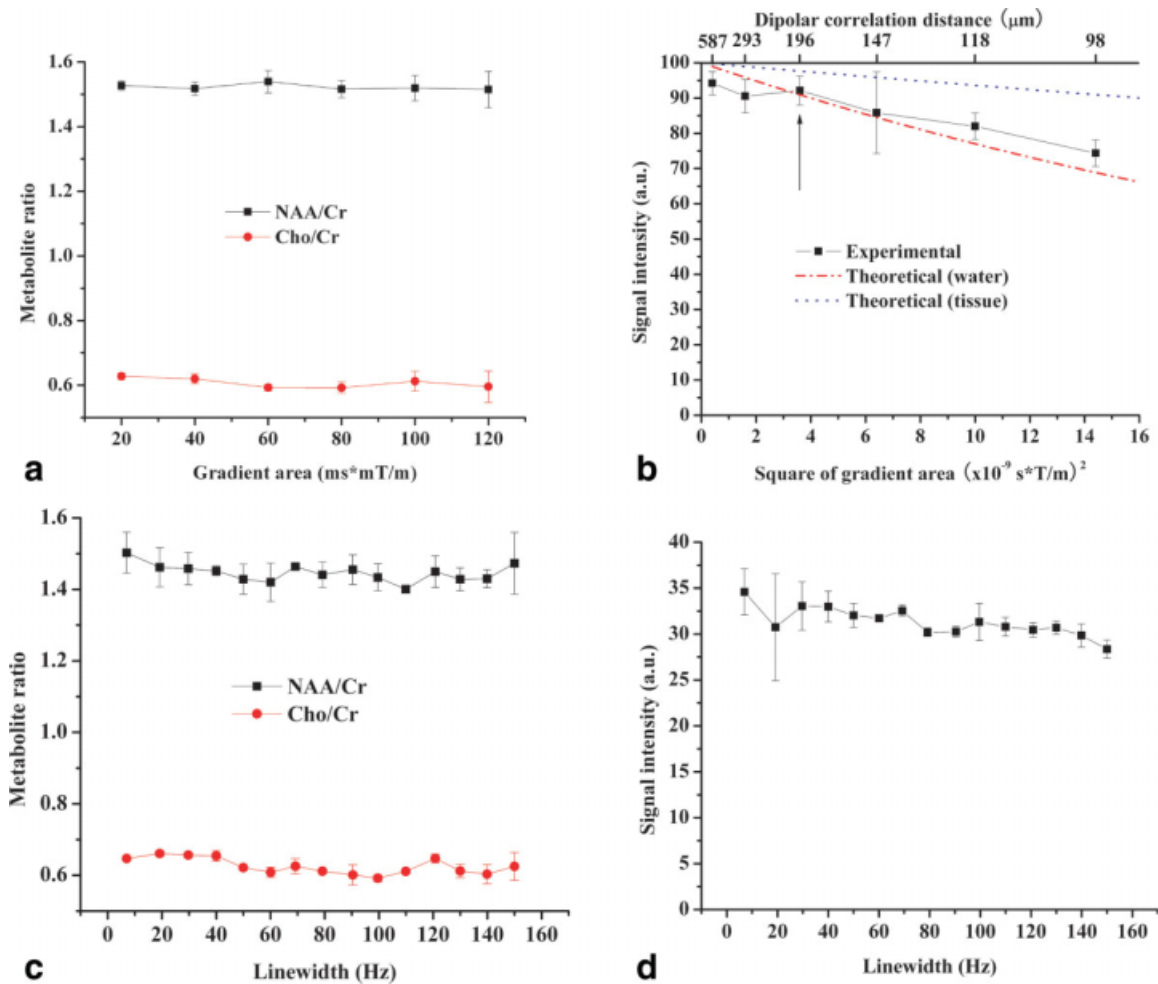 1.6
1.4
1.2
1.0
0.8
0.6
Metabolite ratio
NAA/Cr
Cho/Cr
20 40 60 80 100 120
Gradient area (ms*mT/m)
a
Dipolar correlation distance (μm)
587 293 196 147 118 98
100
90
80
70
60
50
40
30
20
10
0
Signal intensity (a.u.)
Experimental
Theoretical (water)
Theoretical (tissue)
0 2 4 6 8 10 12 14 16
Square of gradient area (x10⁻⁹ s*T/m)²
b
1.6
1.4
1.2
1.0
0.8
0.6
Metabolite ratio
NAA/Cr
Cho/Cr
0 20 40 60 80 100 120 140 160
Linewidth (Hz)
c
40
35
30
25
20
15
10
5
0
Signal intensity (a.u.)
0 20 40 60 80 100 120 140 160
Linewidth (Hz)
d